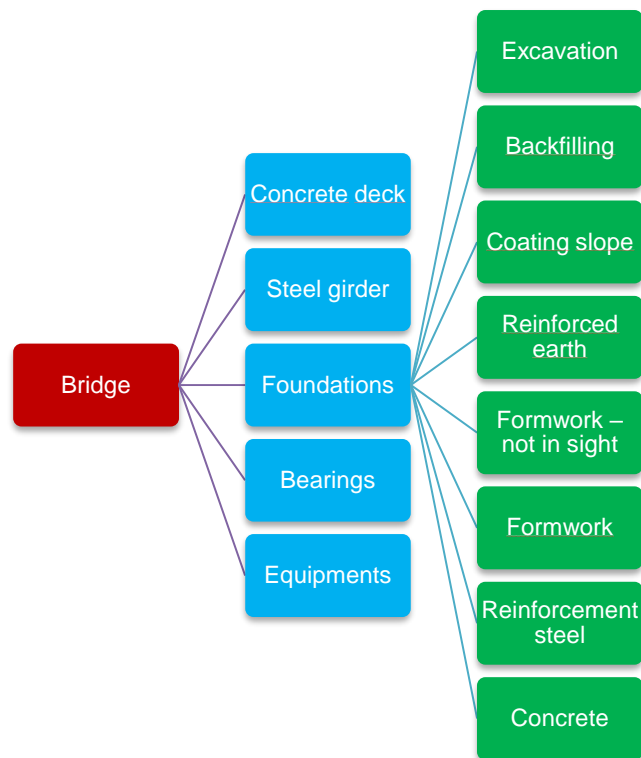 Bridge
Concrete deck
Steel girder
Foundations
Bearings
Equipments
Excavation
Backfilling
Coating slope
Reinforced
earth
Formwork –
not in sight
Formwork
Reinforcement
steel
Concrete